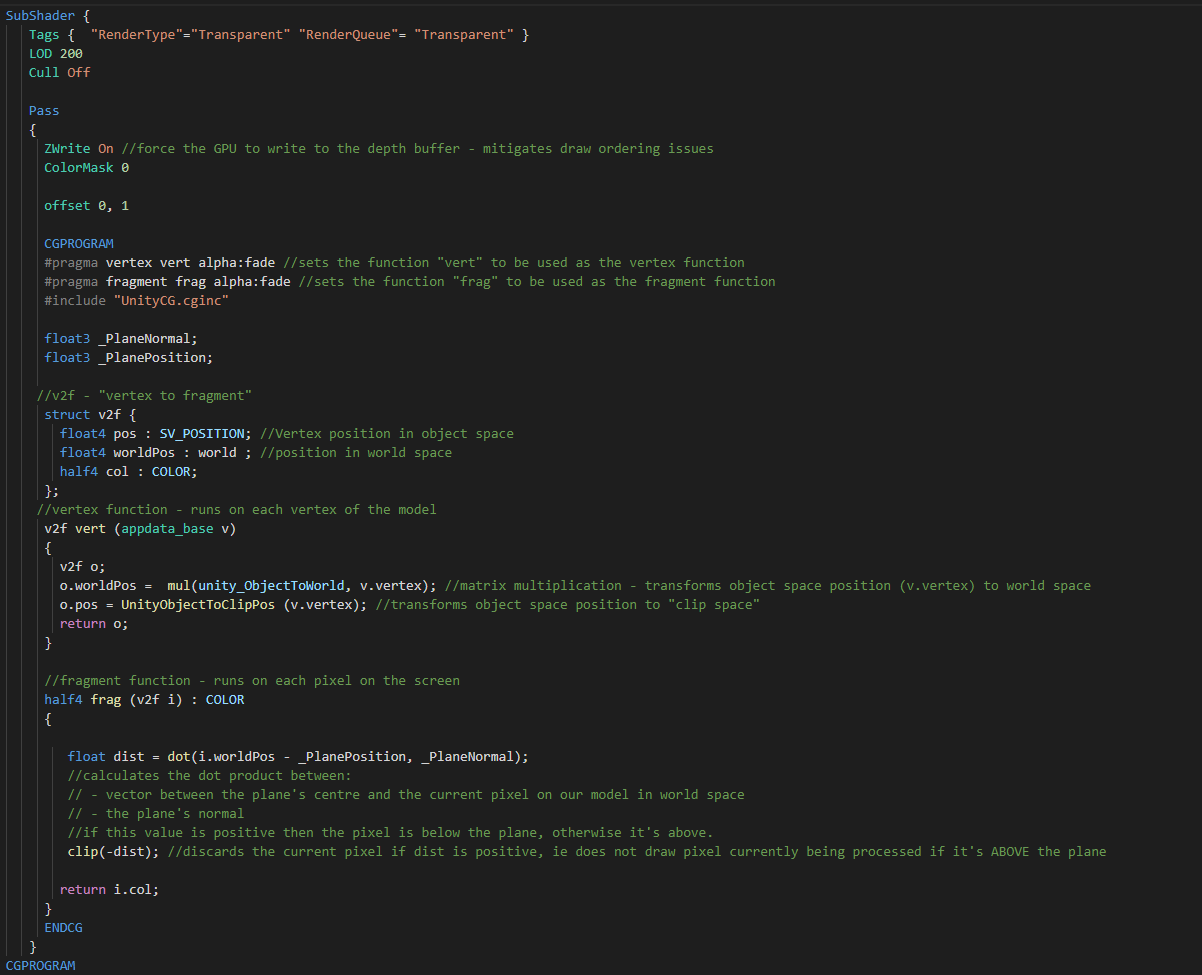 SubShader {
Tags {  "RenderType"="Transparent" "RenderQueue"= "Transparent" }
LOD 200
Cull Off
Pass
{
ZWrite On //force the GPU to write to the depth buffer - mitigates draw ordering issues
ColorMask 0
offset 0, 1
CGPROGRAM
#pragma vertex vert alpha:fade //sets the function "vert" to be used as the vertex function
#pragma fragment frag alpha:fade //sets the function "frag" to be used as the fragment function
#include "UnityCG.cginc"
float3 _PlaneNormal;
float3 _PlanePosition;
//v2f - "vertex to fragment"
struct v2f {
float4 pos : SV_POSITION; //Vertex position in object space
float4 worldPos : world ; //position in world space
half4 col : COLOR;
};
//vertex function - runs on each vertex of the model
v2f vert (appdata_base v)
{
v2f o;
o.worldPos =  mul(unity_ObjectToWorld, v.vertex); //matrix multiplication - transforms object space position (v.vertex) to world space
o.pos = UnityObjectToClipPos (v.vertex); //transforms object space position to "clip space"
return o;
}
//fragment function - runs on each pixel on the screen
half4 frag (v2f i) : COLOR
{
float dist = dot(i.worldPos - _PlanePosition, _PlaneNormal);
//calculates the dot product between:
// - vector between the plane's centre and the current pixel on our model in world space
// - the plane's normal
//if this value is positive then the pixel is below the plane, otherwise it's above.
clip(-dist); //discards the current pixel if dist is positive, ie does not draw pixel currently being processed if it's ABOVE the plane
return i.col;
}
ENDCG
}
CGPROGRAM